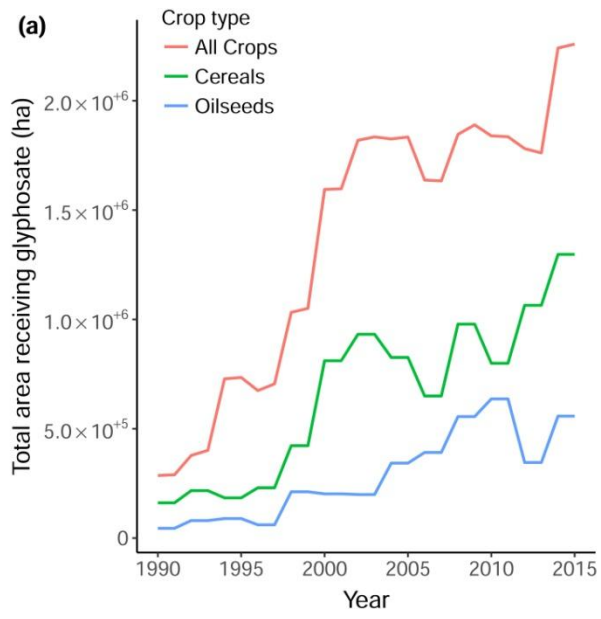 (a)
Crop type
All Crops
Cereals
Oilseeds
Total area receiving glyphosate (ha)
2.0 × 10⁺⁶
1.5 × 10⁺⁶
1.0 × 10⁺⁶
5.0 × 10⁺⁵
0
1990 1995 2000 2005 2010 2015
Year